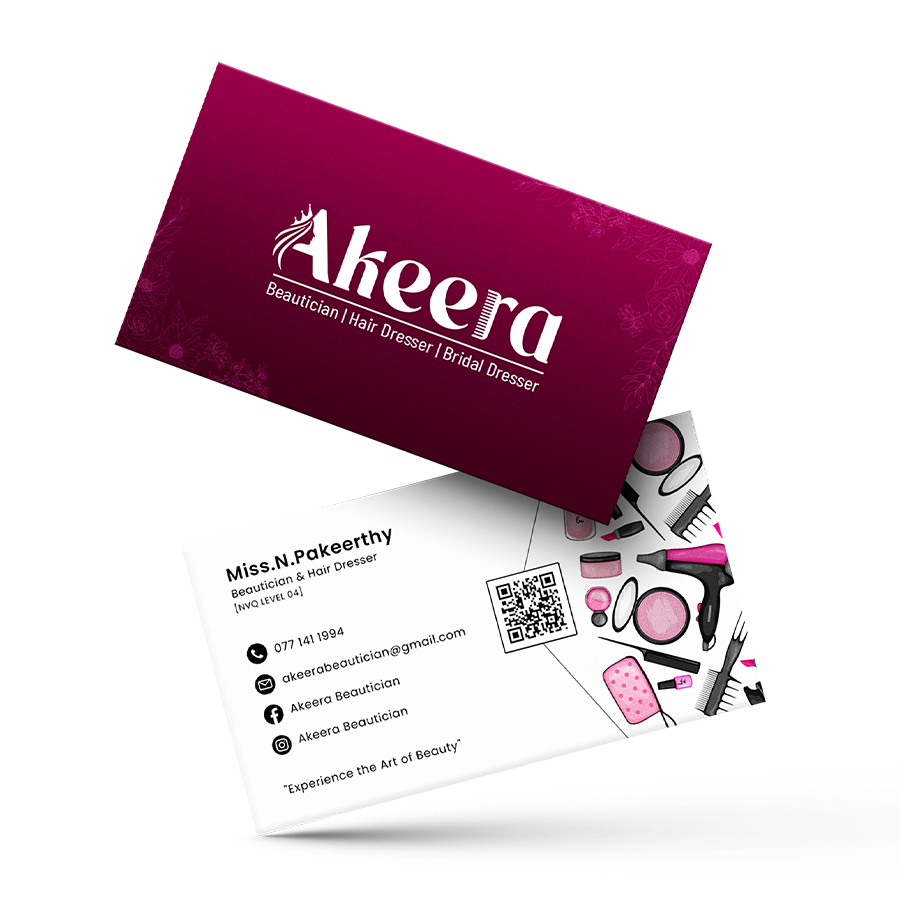 Akeera
Beautician | Hair Dresser | Bridal Dresser
Miss.N.Pakeerthy
Beautician & Hair Dresser
[NVQ LEVEL 04]
077 141 1994
akeerabeautician@gmail.com
Akeera Beautician
Akeera Beautician
"Experience the Art of Beauty"